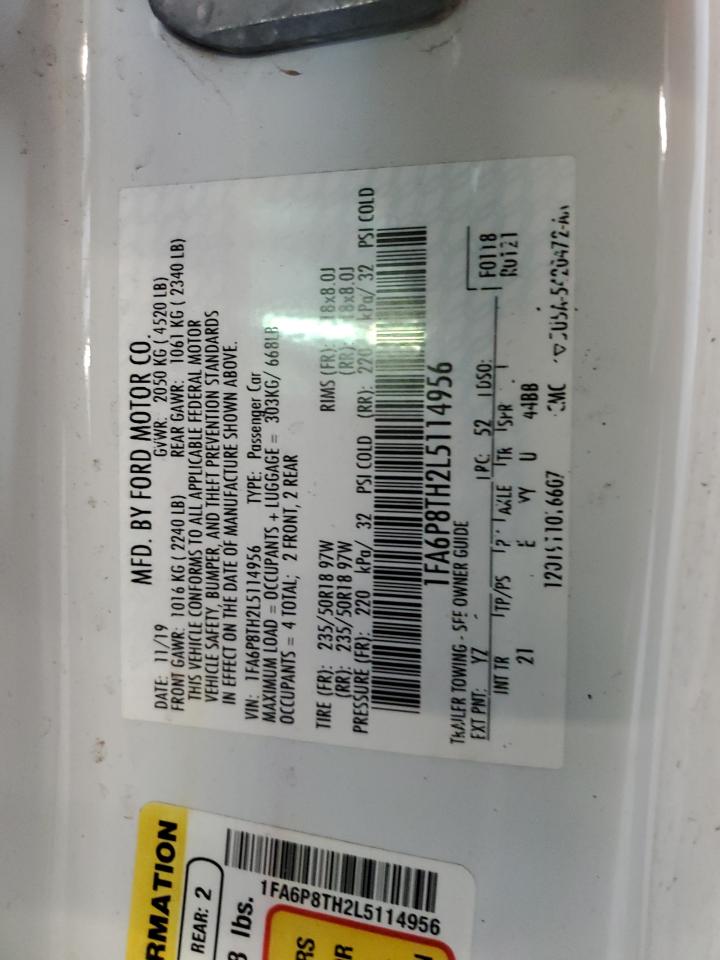 MFD. BY FORD MOTOR CO.
DATE: 11/19 GVWR: 2050 KG ( 4520 LB)
FRONT GAWR: 1016 KG ( 2240 LB) REAR GAWR: 1061 KG ( 2340 LB)
THIS VEHICLE CONFORMS TO ALL APPLICABLE FEDERAL MOTOR
VEHICLE SAFETY, BUMPER, AND THEFT PREVENTION STANDARDS
IN EFFECT ON THE DATE OF MANUFACTURE SHOWN ABOVE.
VIN: 1FA6P8TH2L5114956 TYPE: Passenger Car
MAXIMUM LOAD = OCCUPANTS + LUGGAGE = 303KG/ 668LB
OCCUPANTS = 4 TOTAL; 2 FRONT, 2 REAR
TIRE (FR): 235/50R18 97W RIMS (FR): 18x8.0J
(RR): 235/50R18 97W (RR): 18x8.0J
PRESSURE (FR): 220 kPa/ 32 PSI COLD (RR): 220 kPa/ 32 PSI COLD
1FA6P8TH2L5114956
TRAILER TOWING - SEE OWNER GUIDE
EXT PNT: YZ RC: 52 DSO: F0118
INT TR TP/PS AXLE TR SPR
21 E VY U 44BB
RMATION
REAR: 2
lbs.
1FA6P8TH2L5114956